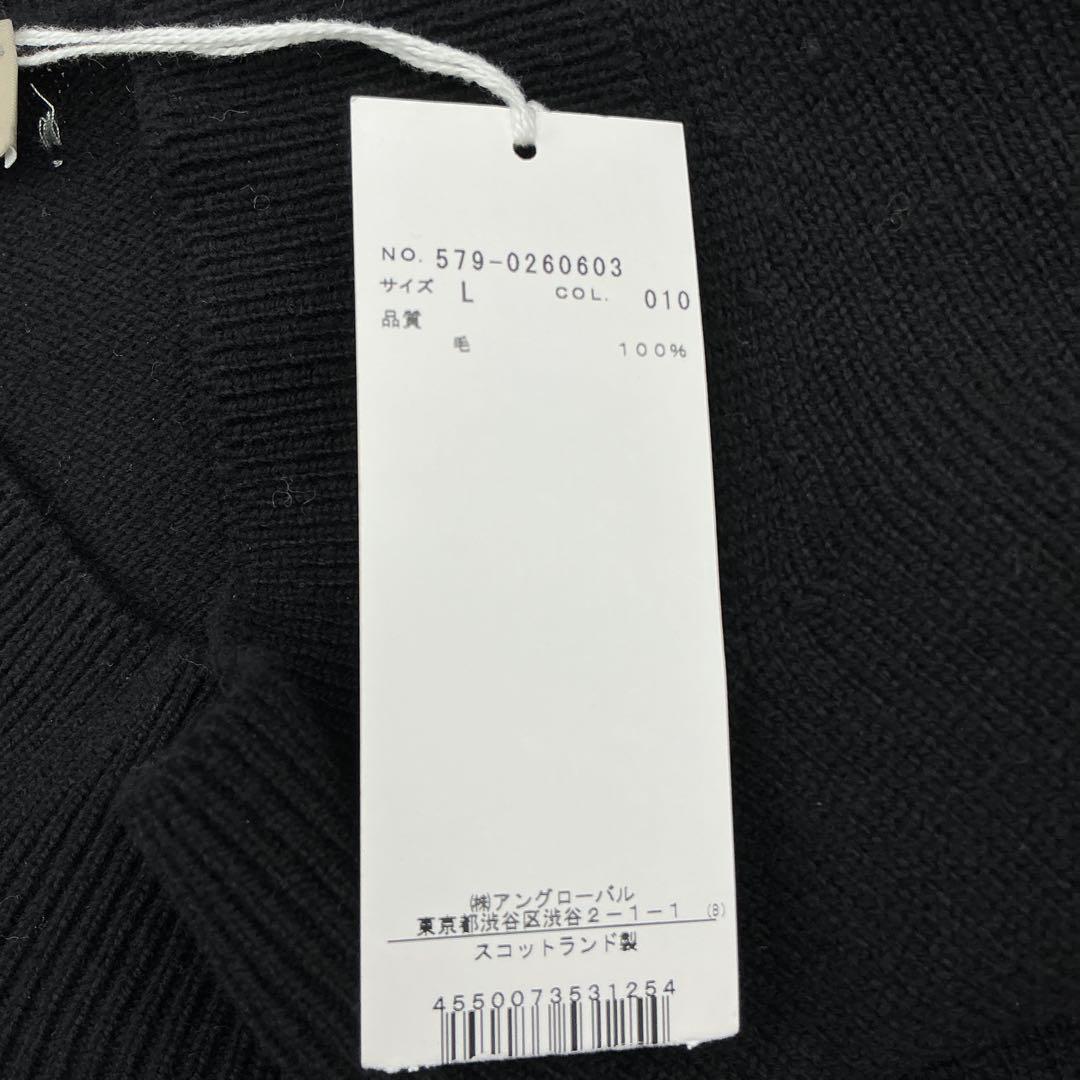 NO. 579-0260603
サイズ L COL. 010
品質
毛 100%
㈱アングローバル
東京都渋谷区渋谷2-1-1 (B)
スコットランド製
4550073531254